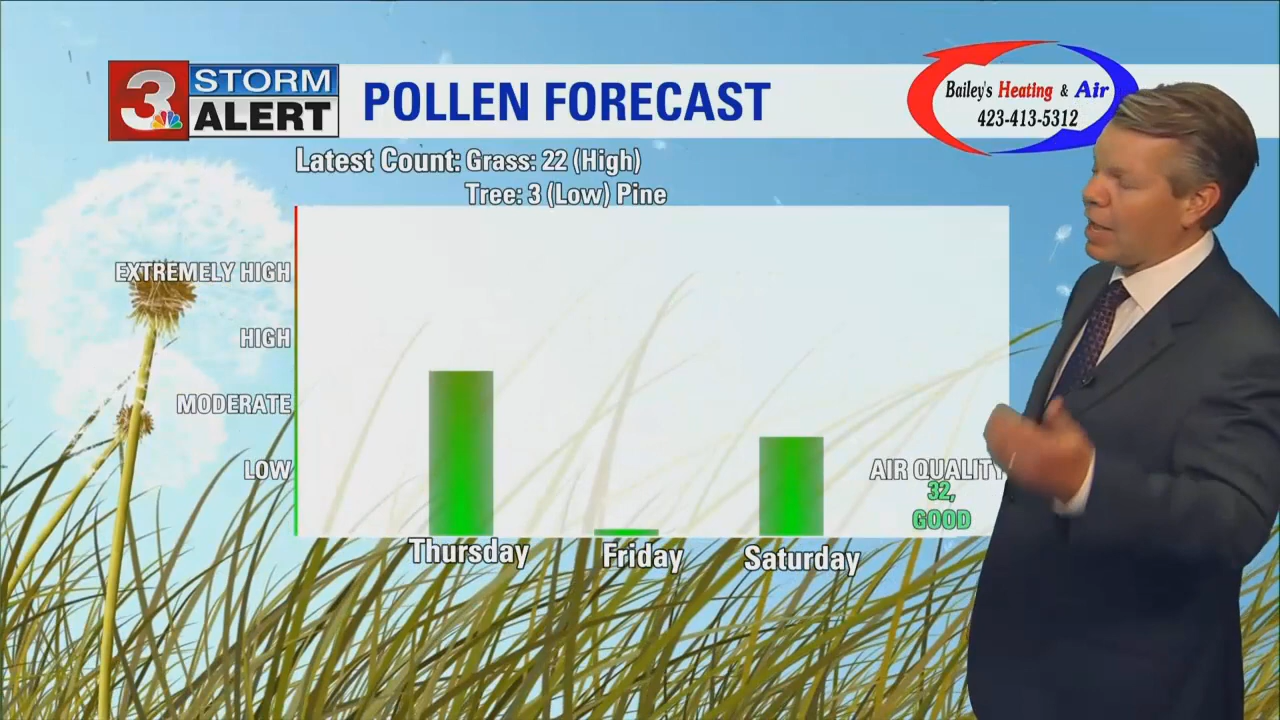 3 STORM
ALERT
POLLEN FORECAST
Bailey's Heating & Air
423-413-5312
Latest Count: Grass: 22 (High)
Tree: 3 (Low) Pine
EXTREMELY HIGH
HIGH
MODERATE
LOW
AIR QUALITY
32,
GOOD
Thursday Friday Saturday